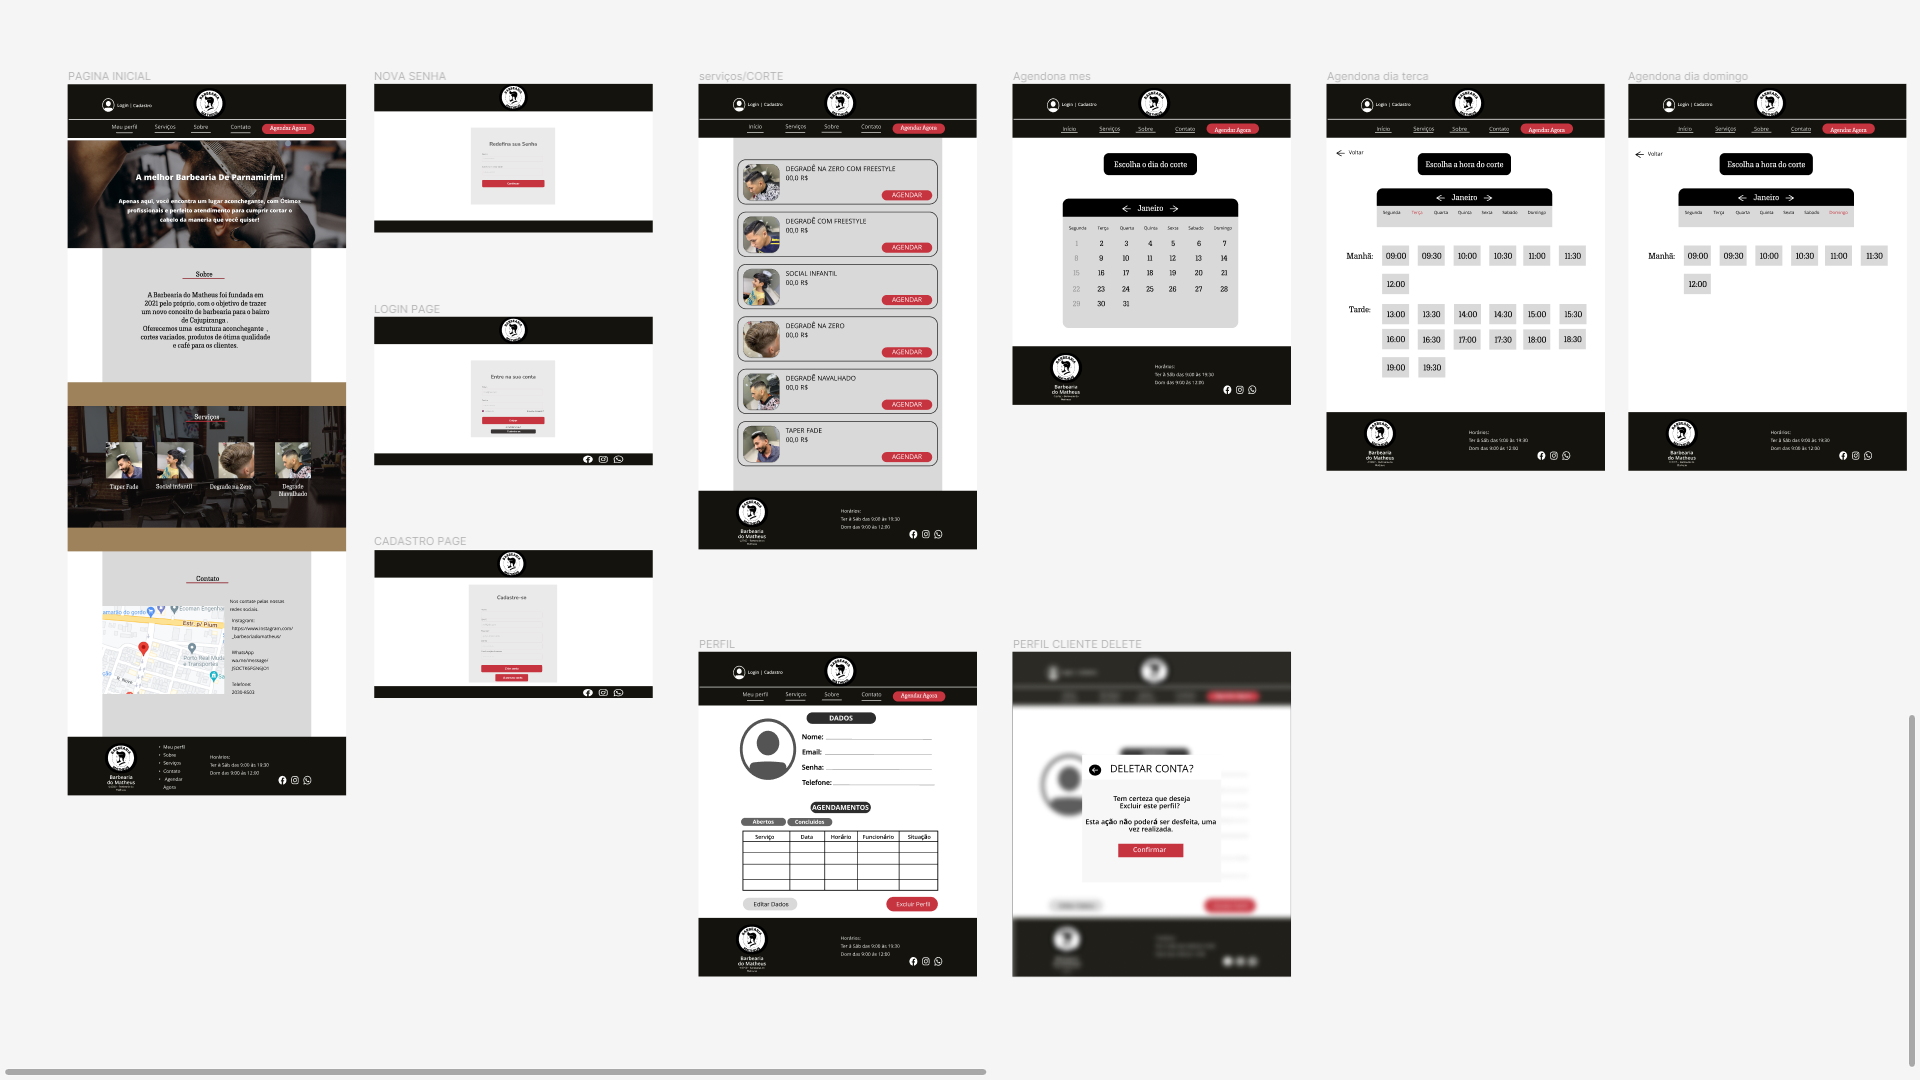 PAGINA INICIAL
Login | Cadastro
Meu perfil
Serviços
Sobre
Contato
Agendar Agora
A melhor Barbearia De Parnamirim!
Apenas aqui, você encontra um lugar aconchegante, com Otimos
profissionais e perfeito atendimento para cumprir cortar o
cabelo da maneria que você quiser!
Sobre
A Barbearia do Matheus foi fundada em
2021 pelo próprio, com o objetivo de trazer
um novo conceito de barbearia para o bairro
de Cajupiranga .
Oferecemos uma estrutura aconchegante ,
cortes variados, produtos de ótima qualidade
e café para os clientes.
Serviços
Taper Fade
Social Infantil
Degrade na Zero
Degrade
Navalhado
Contato
Nos contate pelas nossas
redes sociais.
Instagram:
https://www.instagram.com/
_barbeariadomatheus/
WhatsApp
wa.me/message/
Telefone:
2030-6503
Estr. p/ Pium
Porto Real Mud
e Transportes
R. Nova
Barbearia
do Matheus
Meu perfil
Sobre
Serviços
Contato
Agendar
Agora
Horários:
Ter à Sáb das 9:00 às 19:30
Dom das 9:00 às 12:00
NOVA SENHA
Redefina sua Senha
LOGIN PAGE
Entre na sua conta
CADASTRO PAGE
Cadastre-se
serviços/CORTE
Login | Cadastro
Início
Serviços
Sobre
Contato
Agendar Agora
DEGRADÊ NA ZERO COM FREESTYLE
00,0 R$
AGENDAR
DEGRADÊ COM FREESTYLE
00,0 R$
AGENDAR
SOCIAL INFANTIL
00,0 R$
AGENDAR
DEGRADÊ NA ZERO
00,0 R$
AGENDAR
DEGRADÊ NAVALHADO
00,0 R$
AGENDAR
TAPER FADE
00,0 R$
AGENDAR
Barbearia
do Matheus
Horários:
Ter à Sáb das 9:00 às 19:30
Dom das 9:00 às 12:00
Agendona mes
Login | Cadastro
Início
Serviços
Sobre
Contato
Agendar Agora
Escolha o dia do corte
Janeiro
Segunda Terça Quarta Quinta Sexta Sabado Domingo
1 2 3 4 5 6 7
8 9 10 11 12 13 14
15 16 17 18 19 20 21
22 23 24 25 26 27 28
29 30 31
Barbearia
do Matheus
Horários:
Ter à Sáb das 9:00 às 19:30
Dom das 9:00 às 12:00
Agendona dia terca
Login | Cadastro
Início
Serviços
Sobre
Contato
Agendar Agora
Voltar
Escolha a hora do corte
Janeiro
Segunda Terça Quarta Quinta Sexta Sabado Domingo
Manhã: 09:00 09:30 10:00 10:30 11:00 11:30
12:00
Tarde: 13:00 13:30 14:00 14:30 15:00 15:30
16:00 16:30 17:00 17:30 18:00 18:30
19:00 19:30
Barbearia
do Matheus
Horários:
Ter à Sáb das 9:00 às 19:30
Dom das 9:00 às 12:00
Agendona dia domingo
Login | Cadastro
Início
Serviços
Sobre
Contato
Agendar Agora
Voltar
Escolha a hora do corte
Janeiro
Segunda Terça Quarta Quinta Sexta Sabado Domingo
Manhã: 09:00 09:30 10:00 10:30 11:00 11:30
12:00
Barbearia
do Matheus
Horários:
Ter à Sáb das 9:00 às 19:30
Dom das 9:00 às 12:00
PERFIL
Login | Cadastro
Meu perfil
Serviços
Sobre
Contato
Agendar Agora
DADOS
Nome:
Email:
Senha:
Telefone:
AGENDAMENTOS
Abertos
Concluídos
Serviço Data Horário Funcionário Situação
Editar Dados
Excluir Perfil
Barbearia
do Matheus
Horários:
Ter à Sáb das 9:00 às 19:30
Dom das 9:00 às 12:00
PERFIL CLIENTE DELETE
DELETAR CONTA?
Tem certeza que deseja
Excluir este perfil?
Esta ação não poderá ser desfeita, uma
vez realizada.
Confirmar